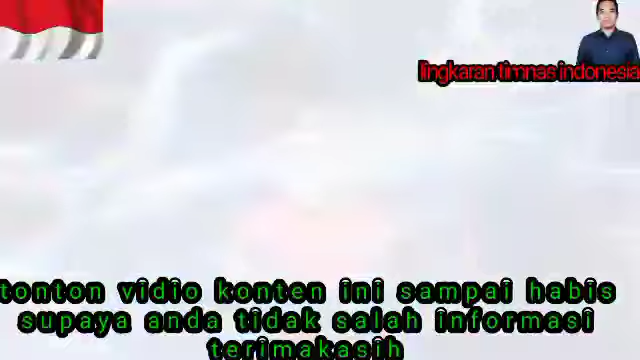 lingkaran timnas indonesia
tonton vidio konten ini sampai habis
supaya anda tidak salah informasi
terimakasih